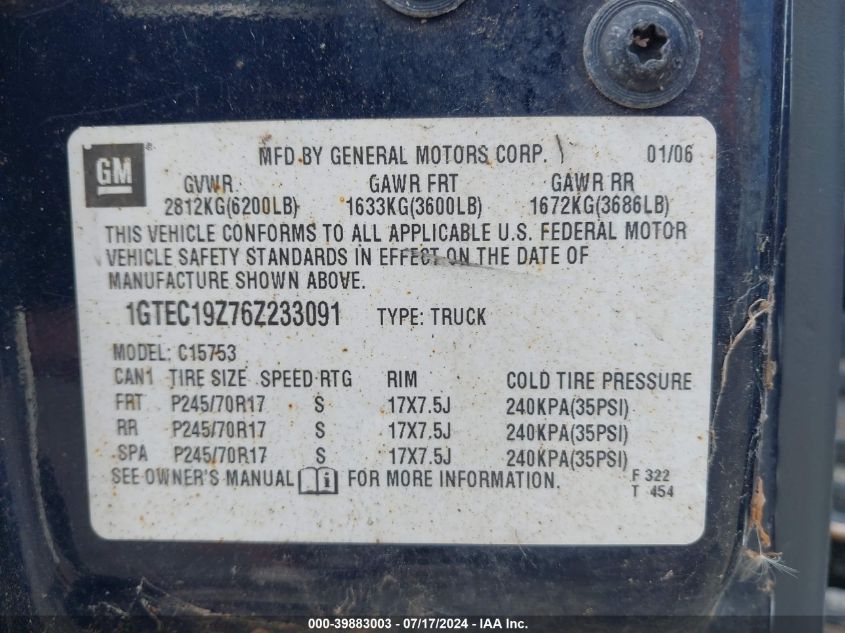 GM
MFD BY GENERAL MOTORS CORP. 01/06
GVWR GAWR FRT GAWR RR
2812KG(6200LB) 1633KG(3600LB) 1672KG(3686LB)
THIS VEHICLE CONFORMS TO ALL APPLICABLE U.S. FEDERAL MOTOR
VEHICLE SAFETY STANDARDS IN EFFECT ON THE DATE OF
MANUFACTURE SHOWN ABOVE.
1GTEC19Z76Z233091 TYPE: TRUCK
MODEL: C15753
CAN1 TIRE SIZE SPEED RTG RIM COLD TIRE PRESSURE
FRT P245/70R17 S 17X7.5J 240KPA(35PSI)
RR P245/70R17 S 17X7.5J 240KPA(35PSI)
SPA P245/70R17 S 17X7.5J 240KPA(35PSI)
SEE OWNER'S MANUAL FOR MORE INFORMATION.
F 322
T 454
000-39883003 - 07/17/2024 - IAA Inc.